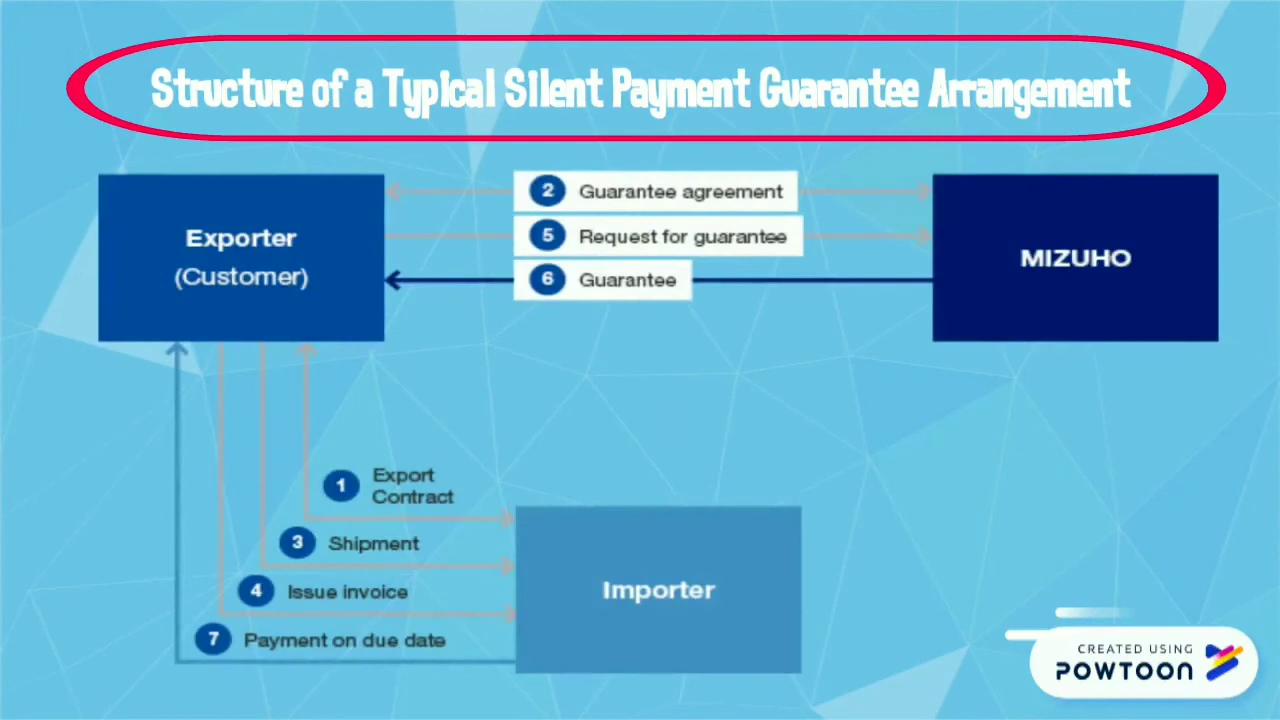 Structure of a Typical Silent Payment Guarantee Arrangement
Exporter
(Customer)
2 Guarantee agreement
5 Request for guarantee
6 Guarantee
MIZUHO
1 Export
Contract
3 Shipment
4 Issue invoice
7 Payment on due date
Importer
CREATED USING
POWTOON